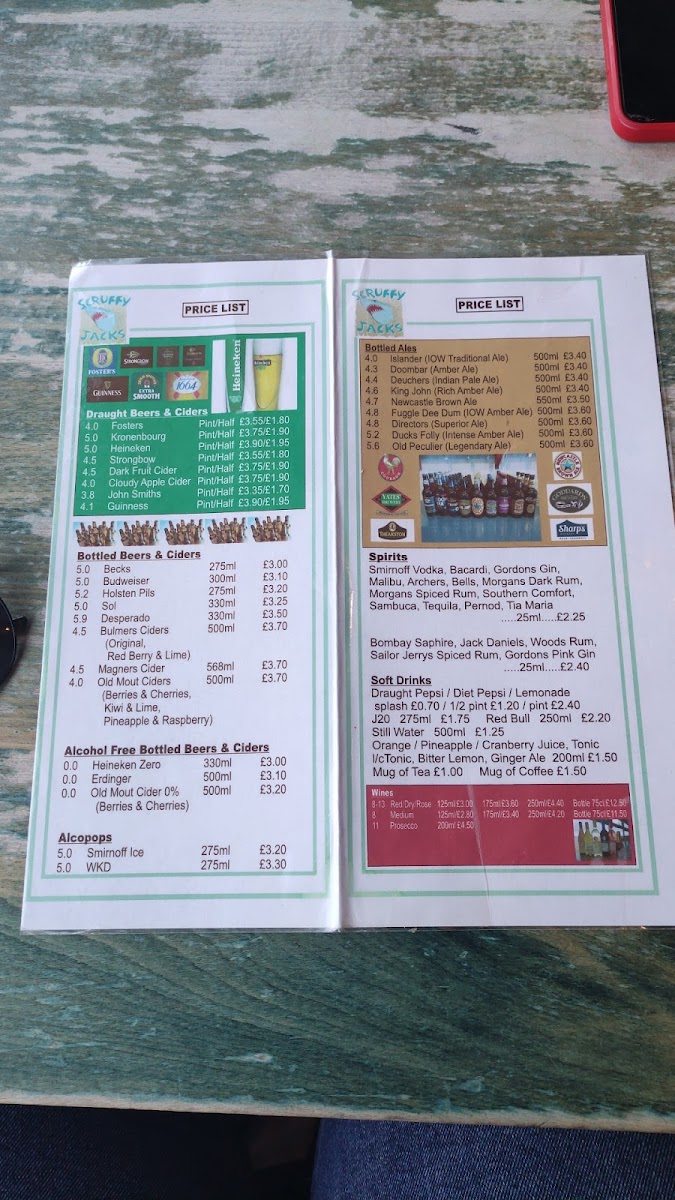 SCRUFFY
JACKS
PRICE LIST
FOSTER'S
STRONGBOW
GUINNESS
EXTRA
SMOOTH
1664
Heineken
Draught Beers & Ciders
4.0 Fosters Pint/Half £3.55/£1.80
5.0 Kronenbourg Pint/Half £3.75/£1.90
5.0 Heineken Pint/Half £3.90/£1.95
4.5 Strongbow Pint/Half £3.55/£1.80
4.5 Dark Fruit Cider Pint/Half £3.75/£1.90
4.0 Cloudy Apple Cider Pint/Half £3.75/£1.90
3.8 John Smiths Pint/Half £3.35/£1.70
4.1 Guinness Pint/Half £3.90/£1.95
Bottled Beers & Ciders
5.0 Becks 275ml £3.00
5.0 Budweiser 300ml £3.10
5.2 Holsten Pils 275ml £3.20
5.0 Sol 330ml £3.25
5.9 Desperado 330ml £3.50
4.5 Bulmers Ciders 500ml £3.70
(Original,
Red Berry & Lime)
4.5 Magners Cider 568ml £3.70
4.0 Old Mout Ciders 500ml £3.70
(Berries & Cherries,
Kiwi & Lime,
Pineapple & Raspberry)
Alcohol Free Bottled Beers & Ciders
0.0 Heineken Zero 330ml £3.00
0.0 Erdinger 500ml £3.10
0.0 Old Mout Cider 0% 500ml £3.20
(Berries & Cherries)
Alcopops
5.0 Smirnoff Ice 275ml £3.20
5.0 WKD 275ml £3.30
SCRUFFY
JACKS
PRICE LIST
Bottled Ales
4.0 Islander (IOW Traditional Ale) 500ml £3.40
4.3 Doombar (Amber Ale) 500ml £3.40
4.4 Deuchers (Indian Pale Ale) 500ml £3.40
4.6 King John (Rich Amber Ale) 500ml £3.40
4.7 Newcastle Brown Ale 550ml £3.50
4.8 Fuggle Dee Dum (IOW Amber Ale) 500ml £3.60
4.8 Directors (Superior Ale) 500ml £3.60
5.2 Ducks Folly (Intense Amber Ale) 500ml £3.60
5.6 Old Peculier (Legendary Ale) 500ml £3.60
YATES'
THEAKSTON
GODDARDS
Sharp's
Spirits
Smirnoff Vodka, Bacardi, Gordons Gin,
Malibu, Archers, Bells, Morgans Dark Rum,
Morgans Spiced Rum, Southern Comfort,
Sambuca, Tequila, Pernod, Tia Maria
.....25ml....£2.25
Bombay Saphire, Jack Daniels, Woods Rum,
Sailor Jerrys Spiced Rum, Gordons Pink Gin
.....25ml....£2.40
Soft Drinks
Draught Pepsi / Diet Pepsi / Lemonade
splash £0.70 / 1/2 pint £1.20 / pint £2.40
J20 275ml £1.75 Red Bull 250ml £2.20
Still Water 500ml £1.25
Orange / Pineapple / Cranberry Juice, Tonic
l/cTonic, Bitter Lemon, Ginger Ale 200ml £1.50
Mug of Tea £1.00 Mug of Coffee £1.50
Wines
8-13 Red/Dry/Rose 125ml/£3.00 175ml/£3.60 250ml/£4.40 Bottle 75cl/£12.50
8 Medium 125ml/£2.80 175ml/£3.40 250ml/£4.20 Bottle 75cl/£11.50
11 Prosecco 200ml £4.50